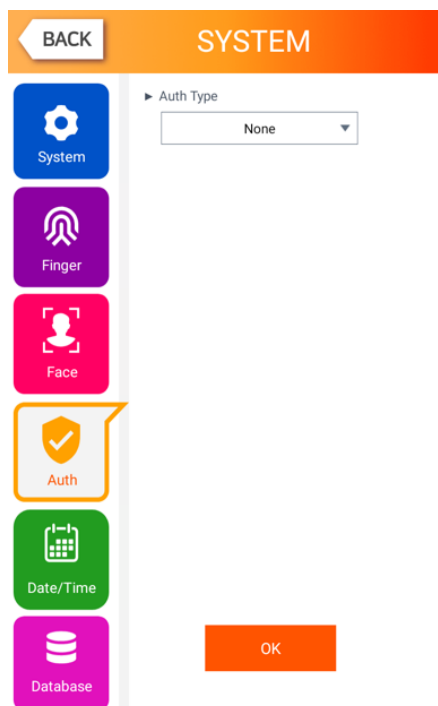 BACK
SYSTEM
System
Finger
Face
Auth
Date/Time
Database
► Auth Type
None
OK